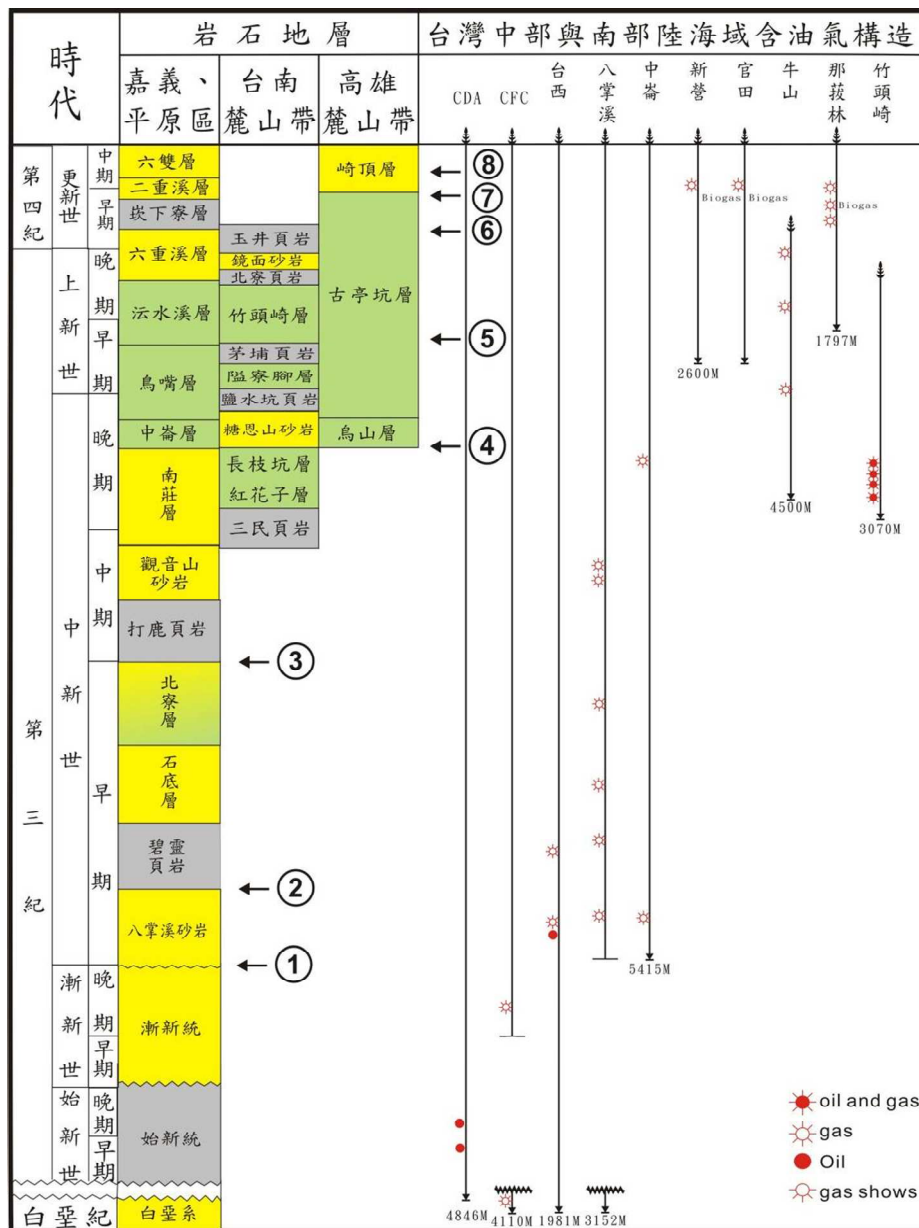 時代
岩石地層
台灣中部與南部陸海域含油氣構造
嘉義、平原區
台南麓山帶
高雄麓山帶
CDA
CFC
台西
八掌溪
中崙
新營
官田
牛山
那菝林
竹頭崎
第四紀
更新世
中期
早期
六雙層
二重溪層
崁下寮層
崎頂層
8
7
6
Biogas
Biogas
Biogas
第三紀
上新世
晚期
早期
六重溪層
沄水溪層
鳥嘴層
玉井頁岩
鏡面砂岩
北寮頁岩
竹頭崎層
茅埔頁岩
隘寮腳層
鹽水坑頁岩
古亭坑層
5
2600M
1797M
中新世
晚期
中崙層
糖恩山砂岩
烏山層
4
南莊層
長枝坑層
紅花子層
三民頁岩
4500M
3070M
中期
觀音山砂岩
打鹿頁岩
3
早期
北寮層
石底層
碧靈頁岩
2
八掌溪砂岩
1
5415M
漸新世
晚期
早期
漸新統
始新世
晚期
早期
始新統
白堊紀
白堊系
4846M
4110M
1981M
3152M
oil and gas
gas
Oil
gas shows